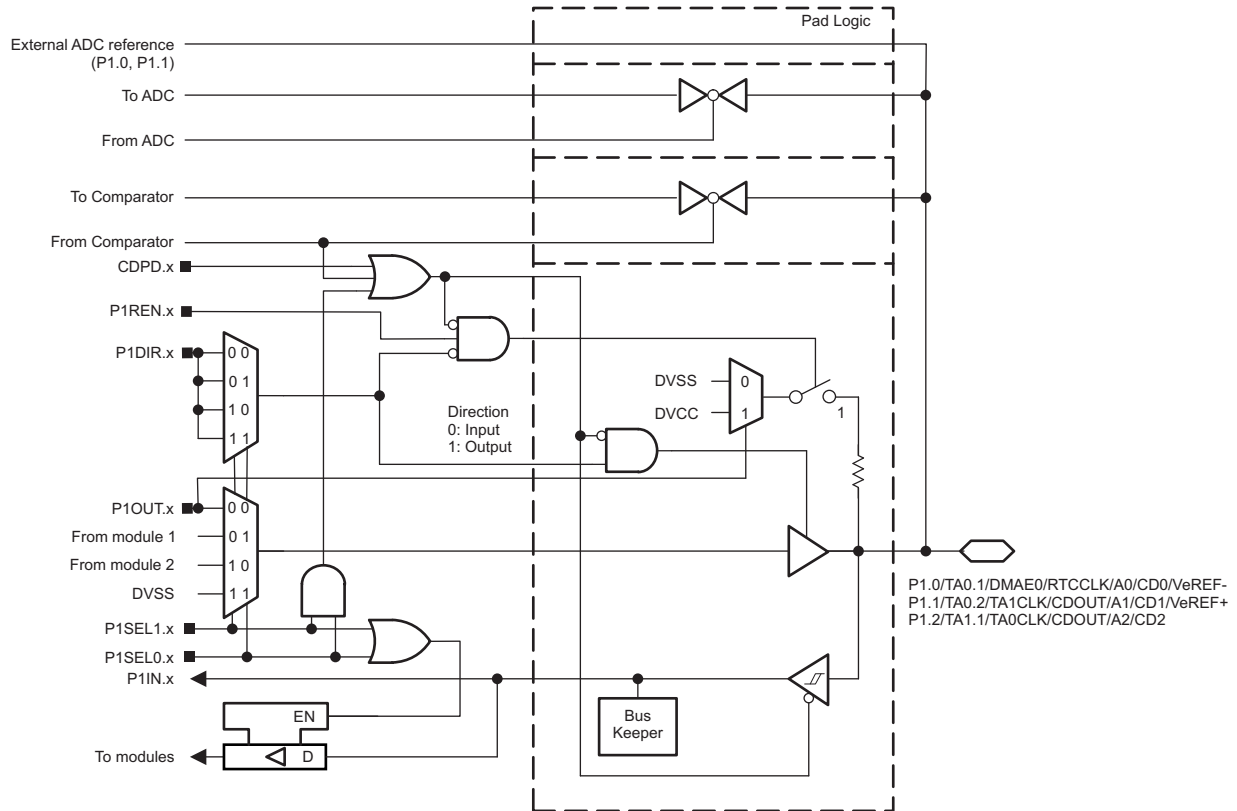 Pad Logic
External ADC reference
(P1.0, P1.1)
To ADC
From ADC
To Comparator
From Comparator
CDPD.x
P1REN.x
P1DIR.x
0 0
0 1
1 0
1 1
Direction
0: Input
1: Output
DVSS
0
DVCC
1
1
P1OUT.x
0 0
From module 1
0 1
From module 2
1 0
DVSS
1 1
P1SEL1.x
P1SEL0.x
P1IN.x
EN
To modules
D
Bus
Keeper
P1.0/TA0.1/DMAE0/RTCCLK/A0/CD0/VeREF-
P1.1/TA0.2/TA1CLK/CDOUT/A1/CD1/VeREF+
P1.2/TA1.1/TA0CLK/CDOUT/A2/CD2